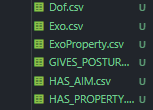 Dof.csv U
Exo.csv U
ExoProperty.csv U
GIVES_POSTUR... U
HAS_AIM.csv U
HAS_PROPERTY.... U